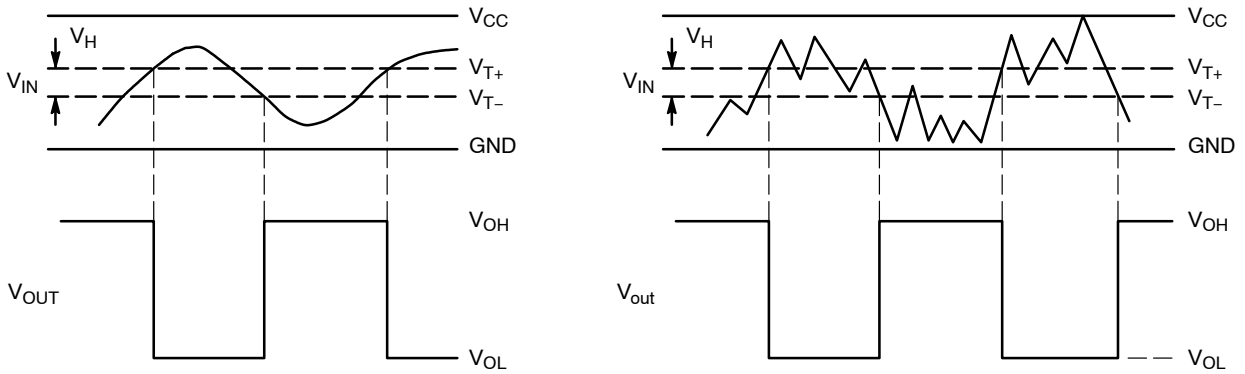 V_CC
V_H
V_T+
V_IN
V_T−
GND
V_OH
V_OUT
V_OL
V_CC
V_H
V_T+
V_IN
V_T−
GND
V_OH
V_out
V_OL